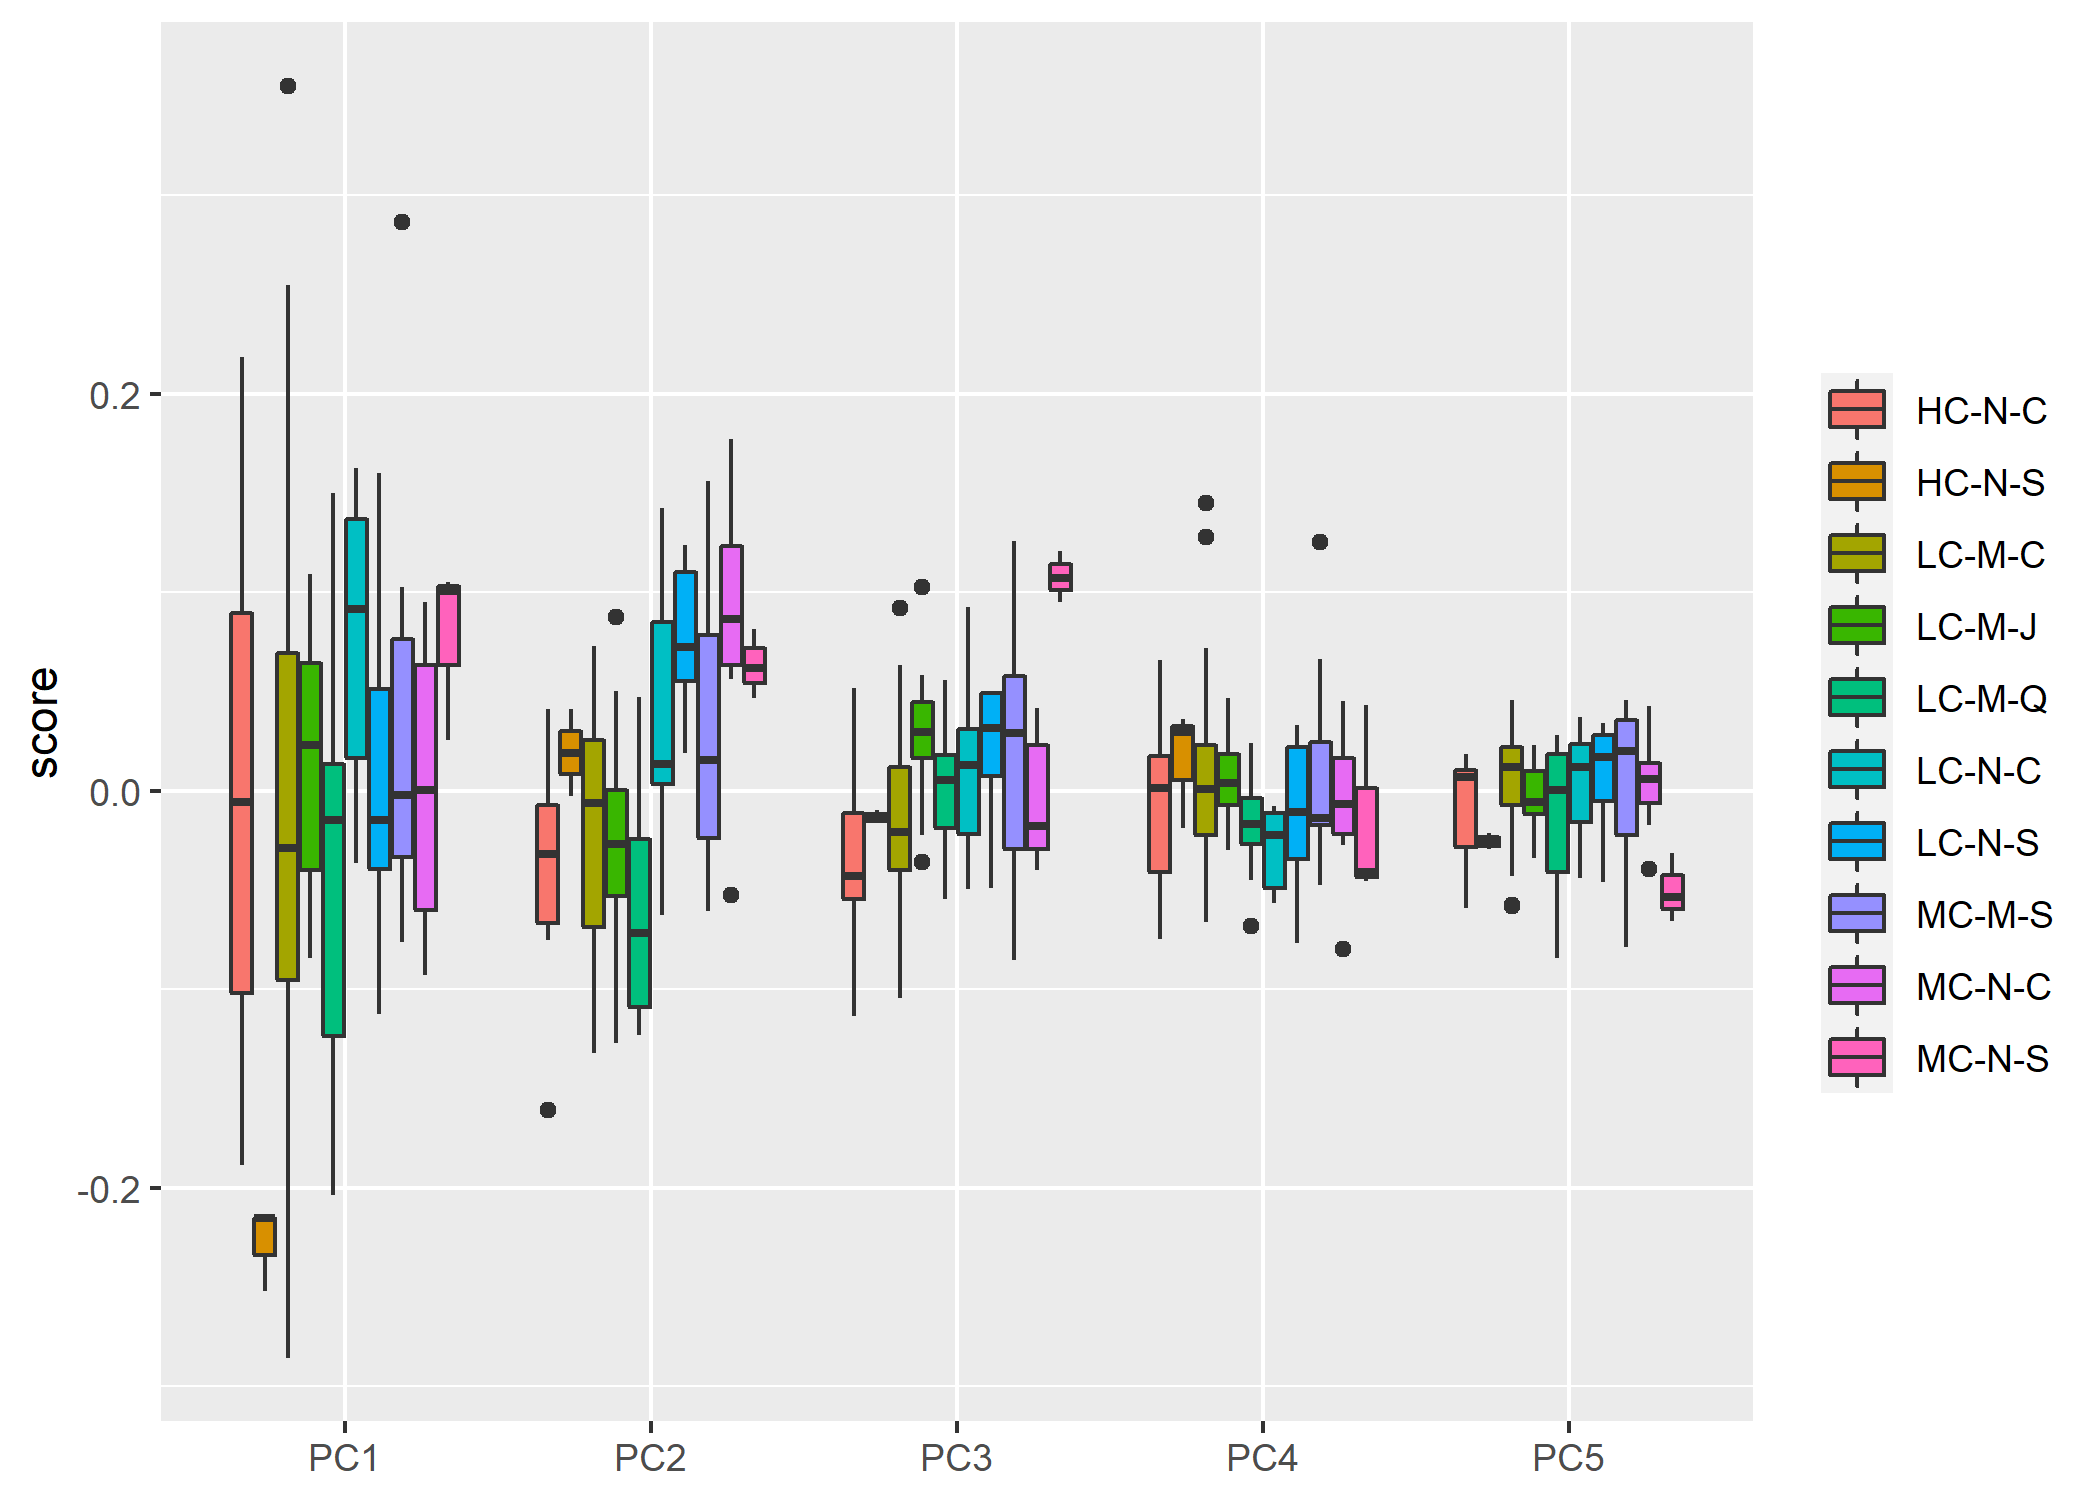 score
0.2
0.0
-0.2
PC1 PC2 PC3 PC4 PC5
HC-N-C
HC-N-S
LC-M-C
LC-M-J
LC-M-Q
LC-N-C
LC-N-S
MC-M-S
MC-N-C
MC-N-S